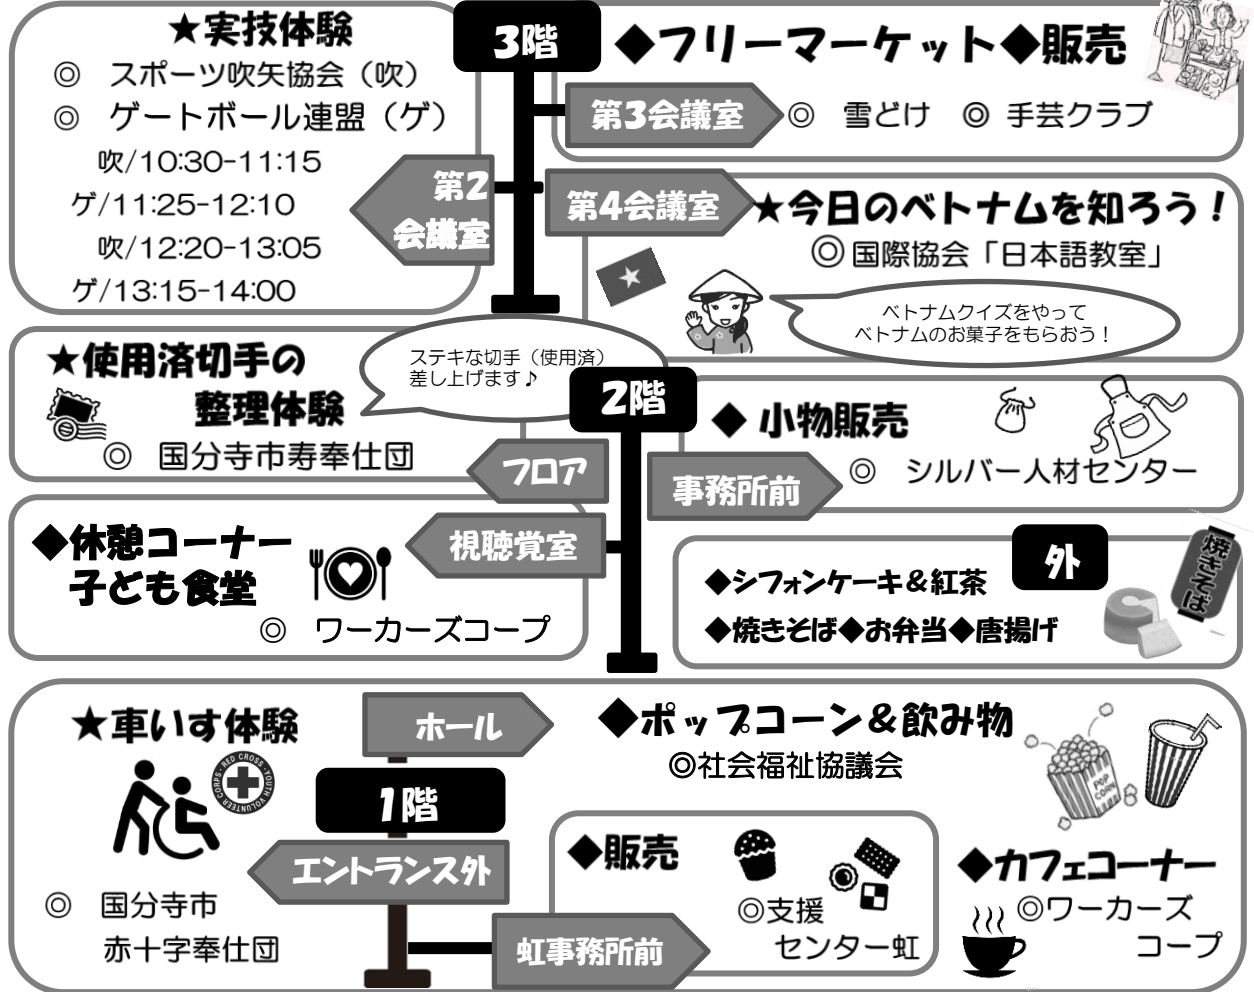 ★実技体験
◎ スポーツ吹矢協会（吹）
◎ ゲートボール連盟（ゲ）
吹/10:30-11:15
ゲ/11:25-12:10
吹/12:20-13:05
ゲ/13:15-14:00
第2
会議室
3階
◆フリーマーケット◆販売
第3会議室
◎ 雪どけ ◎ 手芸クラブ
第4会議室
★今日のベトナムを知ろう！
◎国際協会「日本語教室」
ベトナムクイズをやって
ベトナムのお菓子をもらおう！
★使用済切手の
整理体験
◎ 国分寺市寿奉仕団
ステキな切手（使用済）
差し上げます♪
フロア
2階
◆ 小物販売
◎ シルバー人材センター
事務所前
◆休憩コーナー
子ども食堂
◎ ワーカーズコープ
視聴覚室
外
◆シフォンケーキ＆紅茶
◆焼きそば◆お弁当◆唐揚げ
焼きそば
★車いす体験
RED CROSS・YOUTH VOLUNTEER CORPS・
◎ 国分寺市
赤十字奉仕団
ホール
1階
エントランス外
虹事務所前
◆ポップコーン＆飲み物
◎社会福祉協議会
POP
CORN
◆販売
◎支援
センター虹
◆カフェコーナー
◎ワーカーズ
コープ